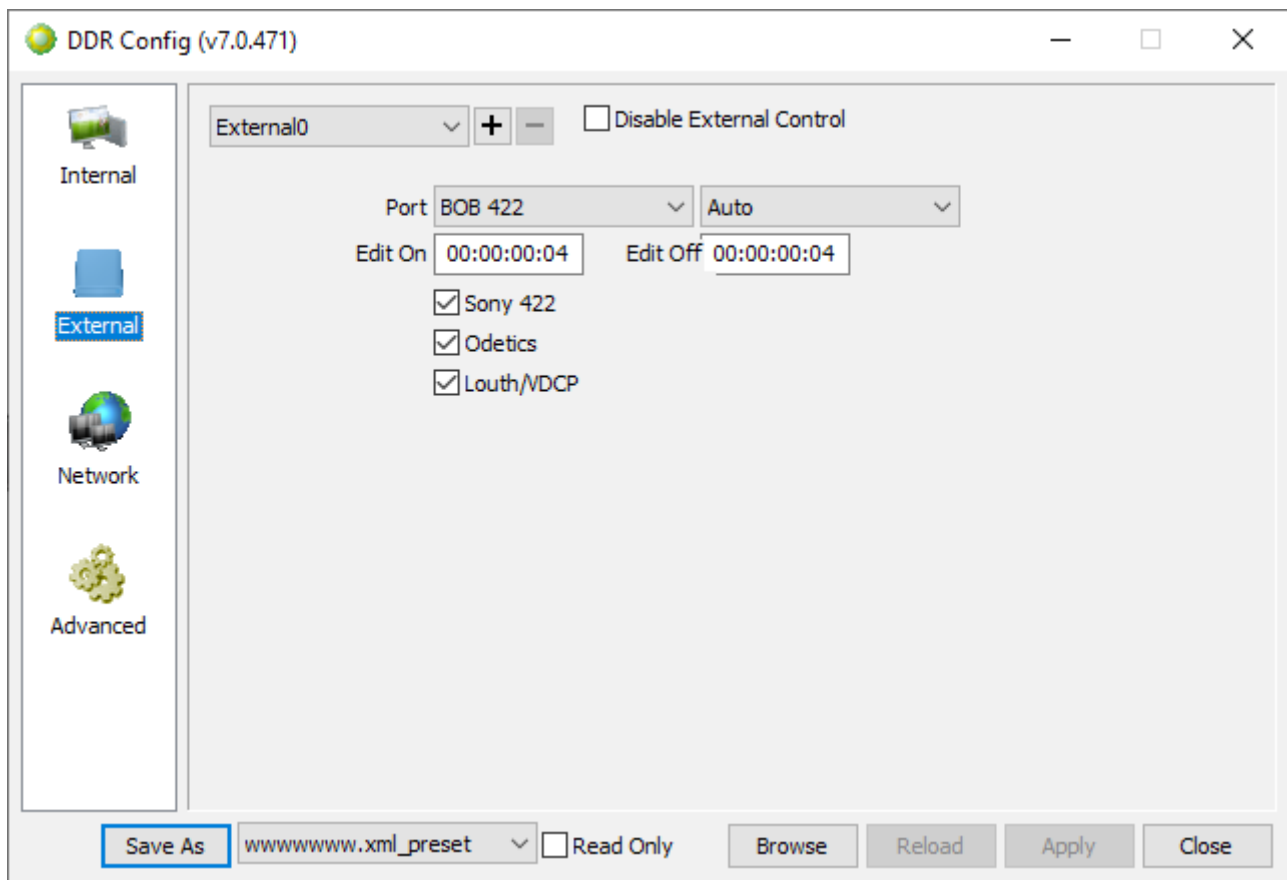 DDR Config (v7.0.471)
Internal
External
Network
Advanced
External0 + − Disable External Control
Port BOB 422 Auto
Edit On 00:00:00:04 Edit Off 00:00:00:04
Sony 422
Odetics
Louth/VDCP
Save As wwwwwww.xml_preset Read Only Browse Reload Apply Close